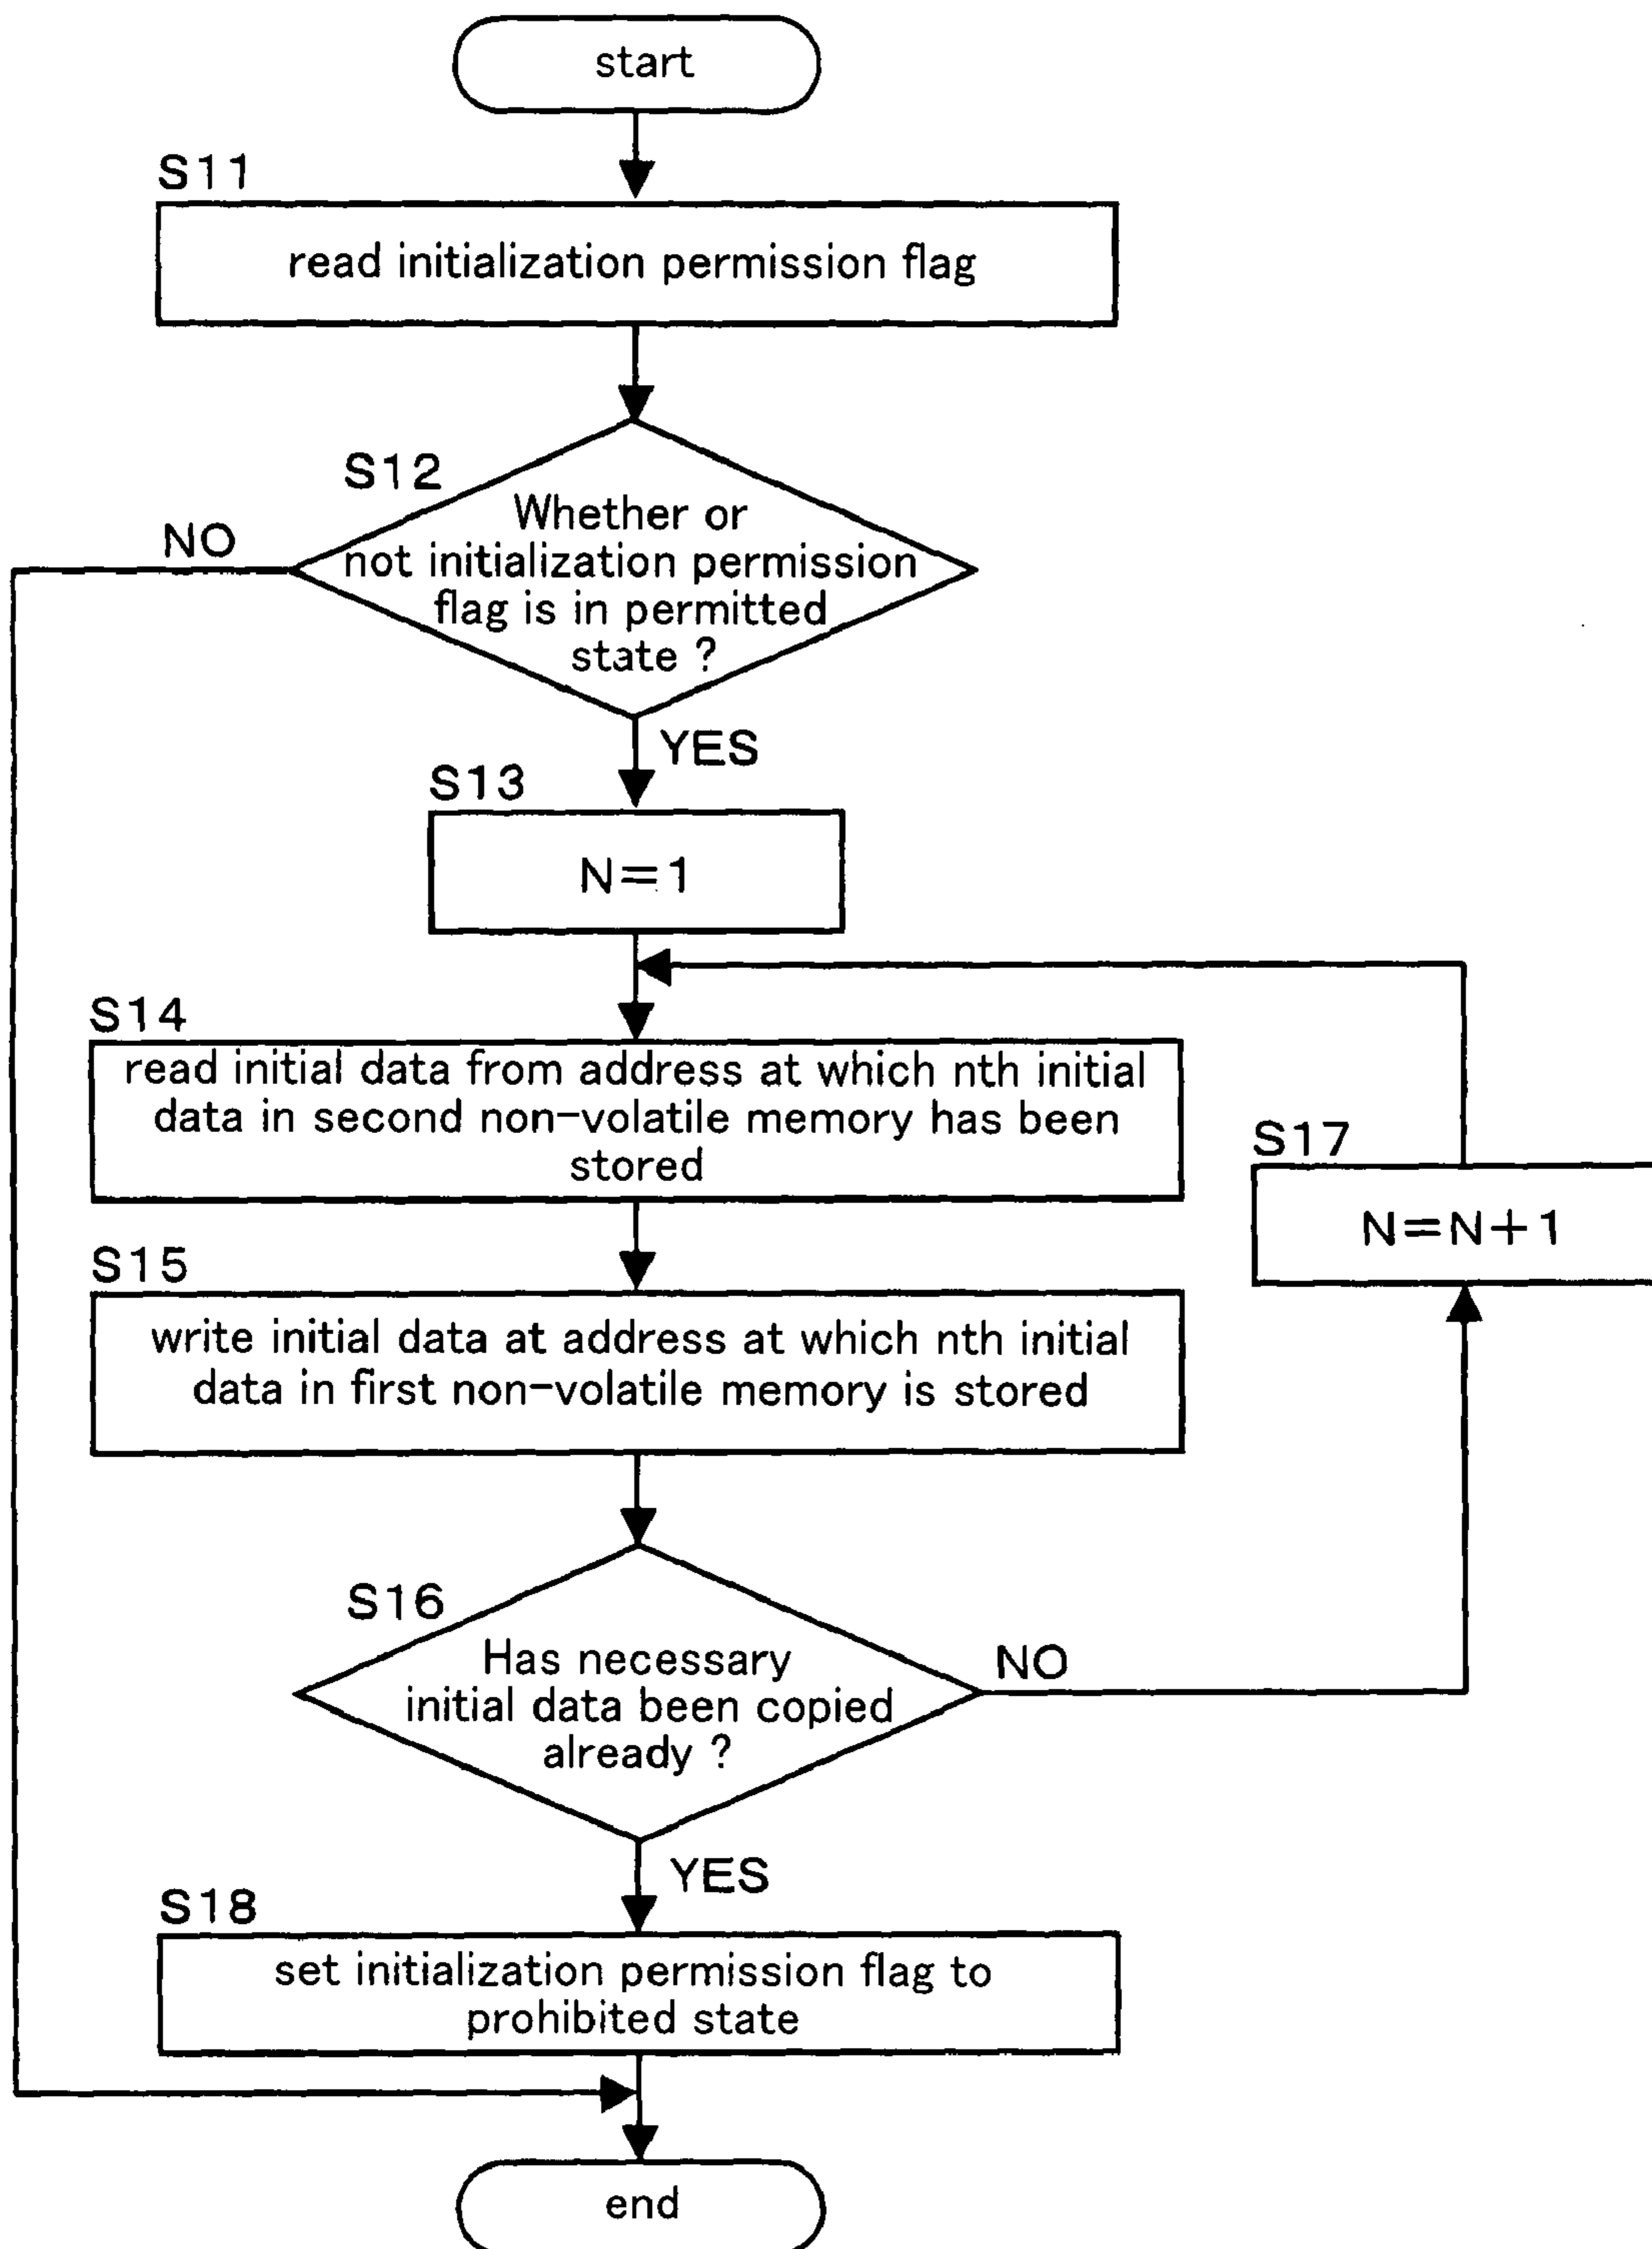 start
S11
read initialization permission flag
S12
NO
Whether or
not initialization permission
flag is in permitted
state ?
YES
S13
N=1
S14
read initial data from address at which nth initial
data in second non-volatile memory has been
stored
S17
N=N+1
S15
write initial data at address at which nth initial
data in first non-volatile memory is stored
S16
Has necessary
initial data been copied
already ?
NO
YES
S18
set initialization permission flag to
prohibited state
end